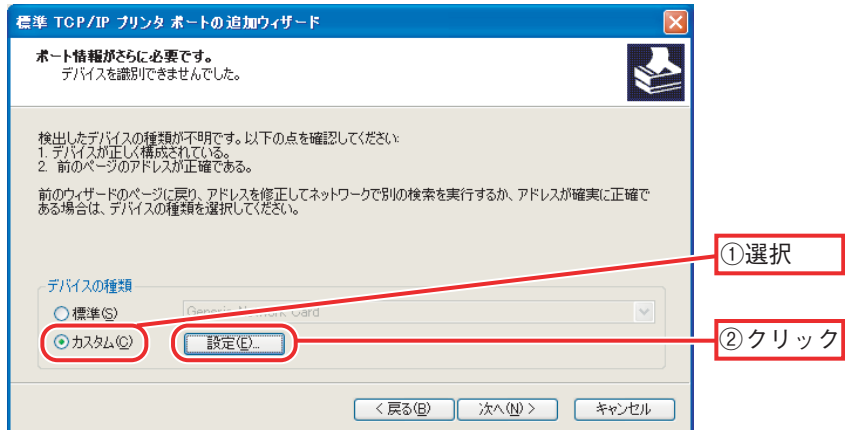 標準 TCP/IP プリンタ ポートの追加ウィザード
ポート情報がさらに必要です。
デバイスを識別できませんでした。
検出したデバイスの種類が不明です。以下の点を確認してください:
1. デバイスが正しく構成されている。
2. 前のページのアドレスが正確である。
前のウィザードのページに戻り、アドレスを修正してネットワークで別の検索を実行するか、アドレスが確実に正確で
ある場合は、デバイスの種類を選択してください。
①選択
デバイスの種類
標準(S) Generic Network Card
カスタム(C) 設定(E)...
②クリック
< 戻る(B) 次へ(N) > キャンセル